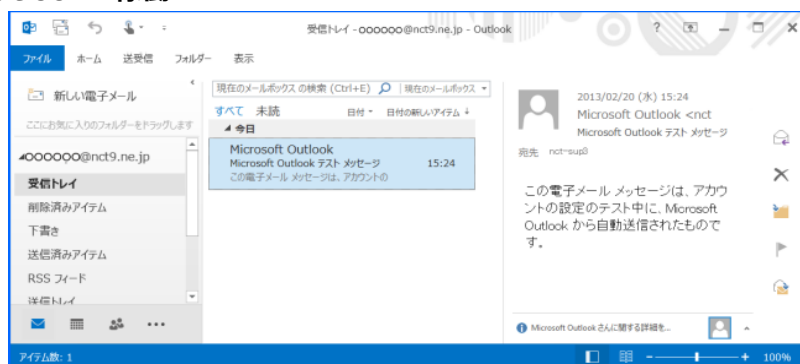 受信トレイ - oooooo@nct9.ne.jp - Outlook
ファイル ホーム 送受信 フォルダー 表示
新しい電子メール
ここにお気に入りのフォルダーをドラッグします
oooooo@nct9.ne.jp
受信トレイ
削除済みアイテム
下書き
送信済みアイテム
RSS フィード
送信トレイ
現在のメールボックス の検索 (Ctrl+E) 現在のメールボックス
すべて 未読 日付 日付の新しいアイテム ↓
今日
Microsoft Outlook
Microsoft Outlook テスト メッセージ 15:24
この電子メール メッセージは、アカウントの
2013/02/20 (水) 15:24
Microsoft Outlook <nct
Microsoft Outlook テスト メッセージ
宛先 nct-sup3
この電子メール メッセージは、アカウ
ントの設定のテスト中に、Microsoft
Outlook から自動送信されたもので
す。
Microsoft Outlook さんに関する詳細を...
アイテム数: 1
100%